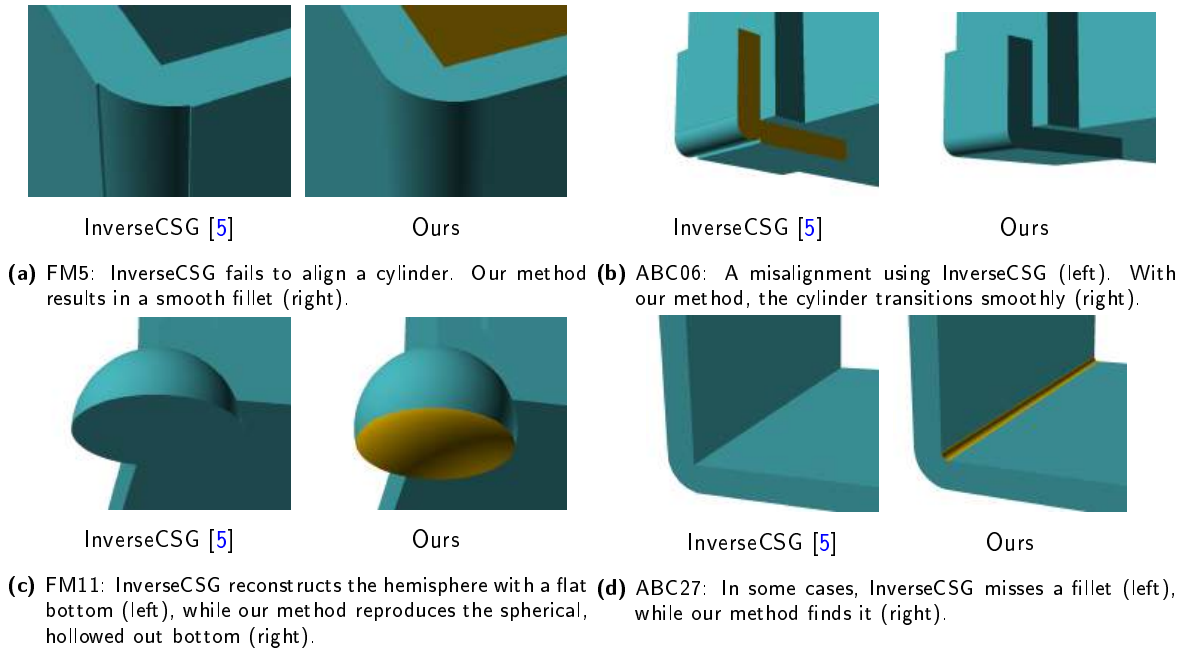 InverseCSG [5]
Ours
(a) FM5: InverseCSG fails to align a cylinder. Our method
results in a smooth fillet (right).
InverseCSG [5]
Ours
(b) ABC06: A misalignment using InverseCSG (left). With
our method, the cylinder transitions smoothly (right).
InverseCSG [5]
Ours
(c) FM11: InverseCSG reconstructs the hemisphere with a flat
bottom (left), while our method reproduces the spherical,
hollowed out bottom (right).
InverseCSG [5]
Ours
(d) ABC27: In some cases, InverseCSG misses a fillet (left),
while our method finds it (right).